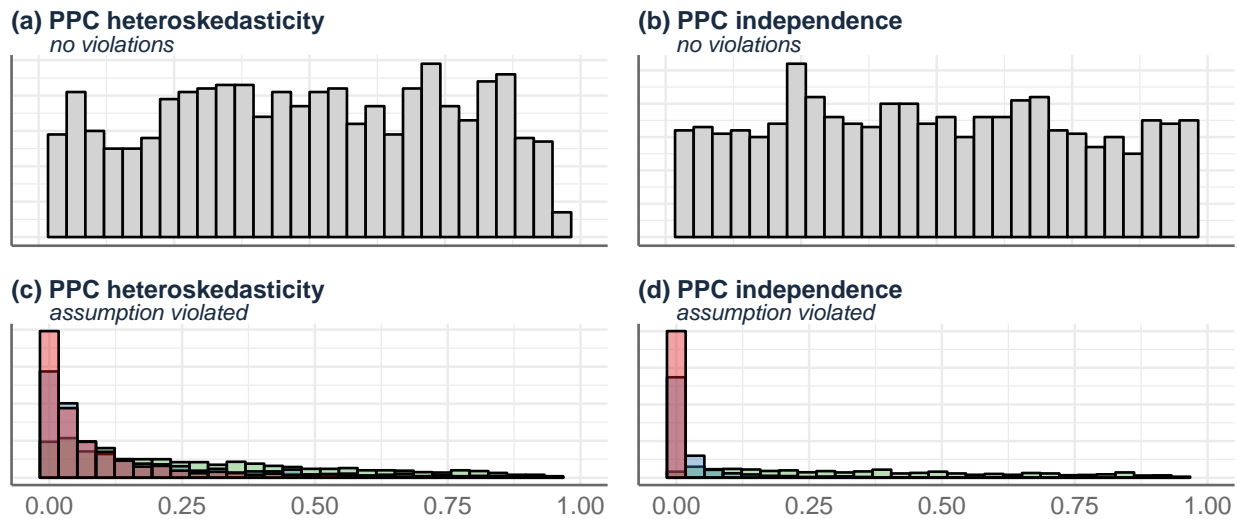 (a) PPC heteroskedasticity
no violations
(b) PPC independence
no violations
(c) PPC heteroskedasticity
assumption violated
(d) PPC independence
assumption violated
0.00 0.25 0.50 0.75 1.00
0.00 0.25 0.50 0.75 1.00